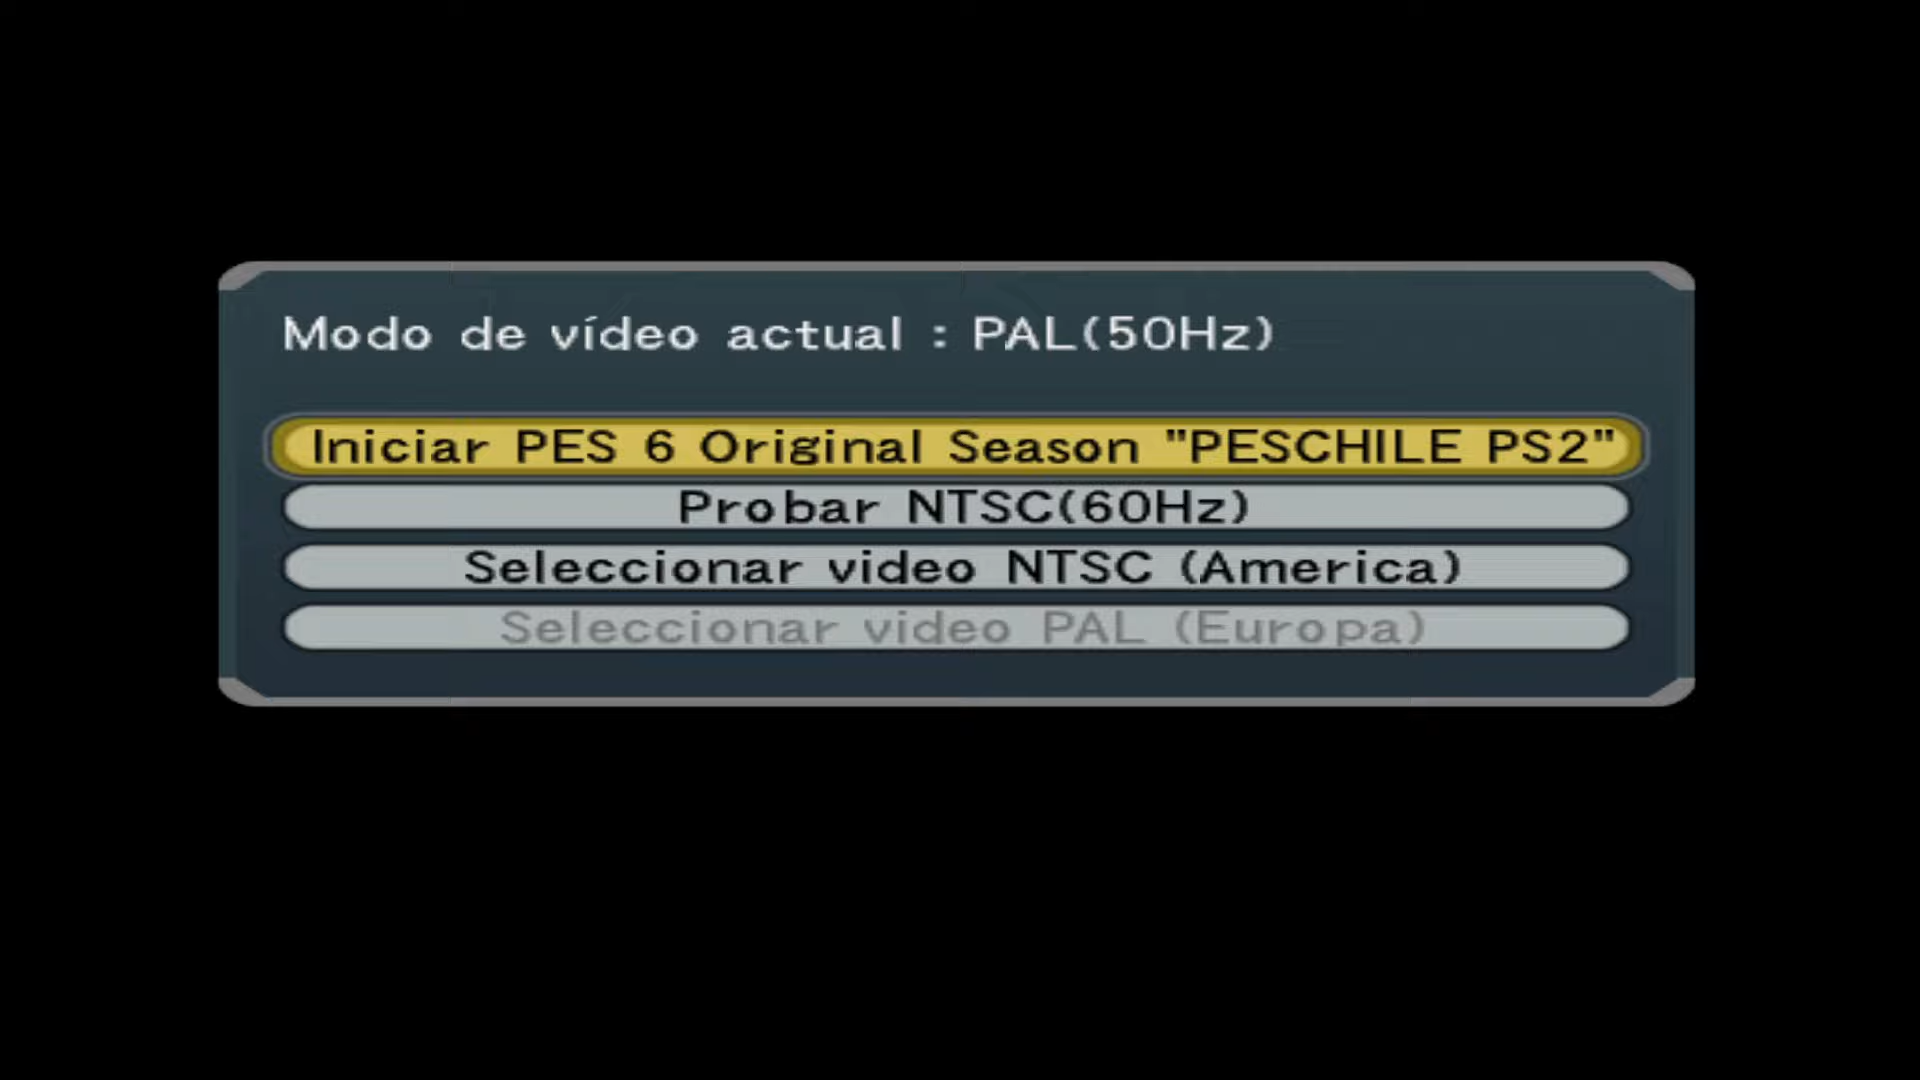 Modo de vídeo actual : PAL(50Hz)
Iniciar PES 6 Original Season "PESCHILE PS2"
Probar NTSC(60Hz)
Seleccionar video NTSC (America)
Seleccionar video PAL (Europa)